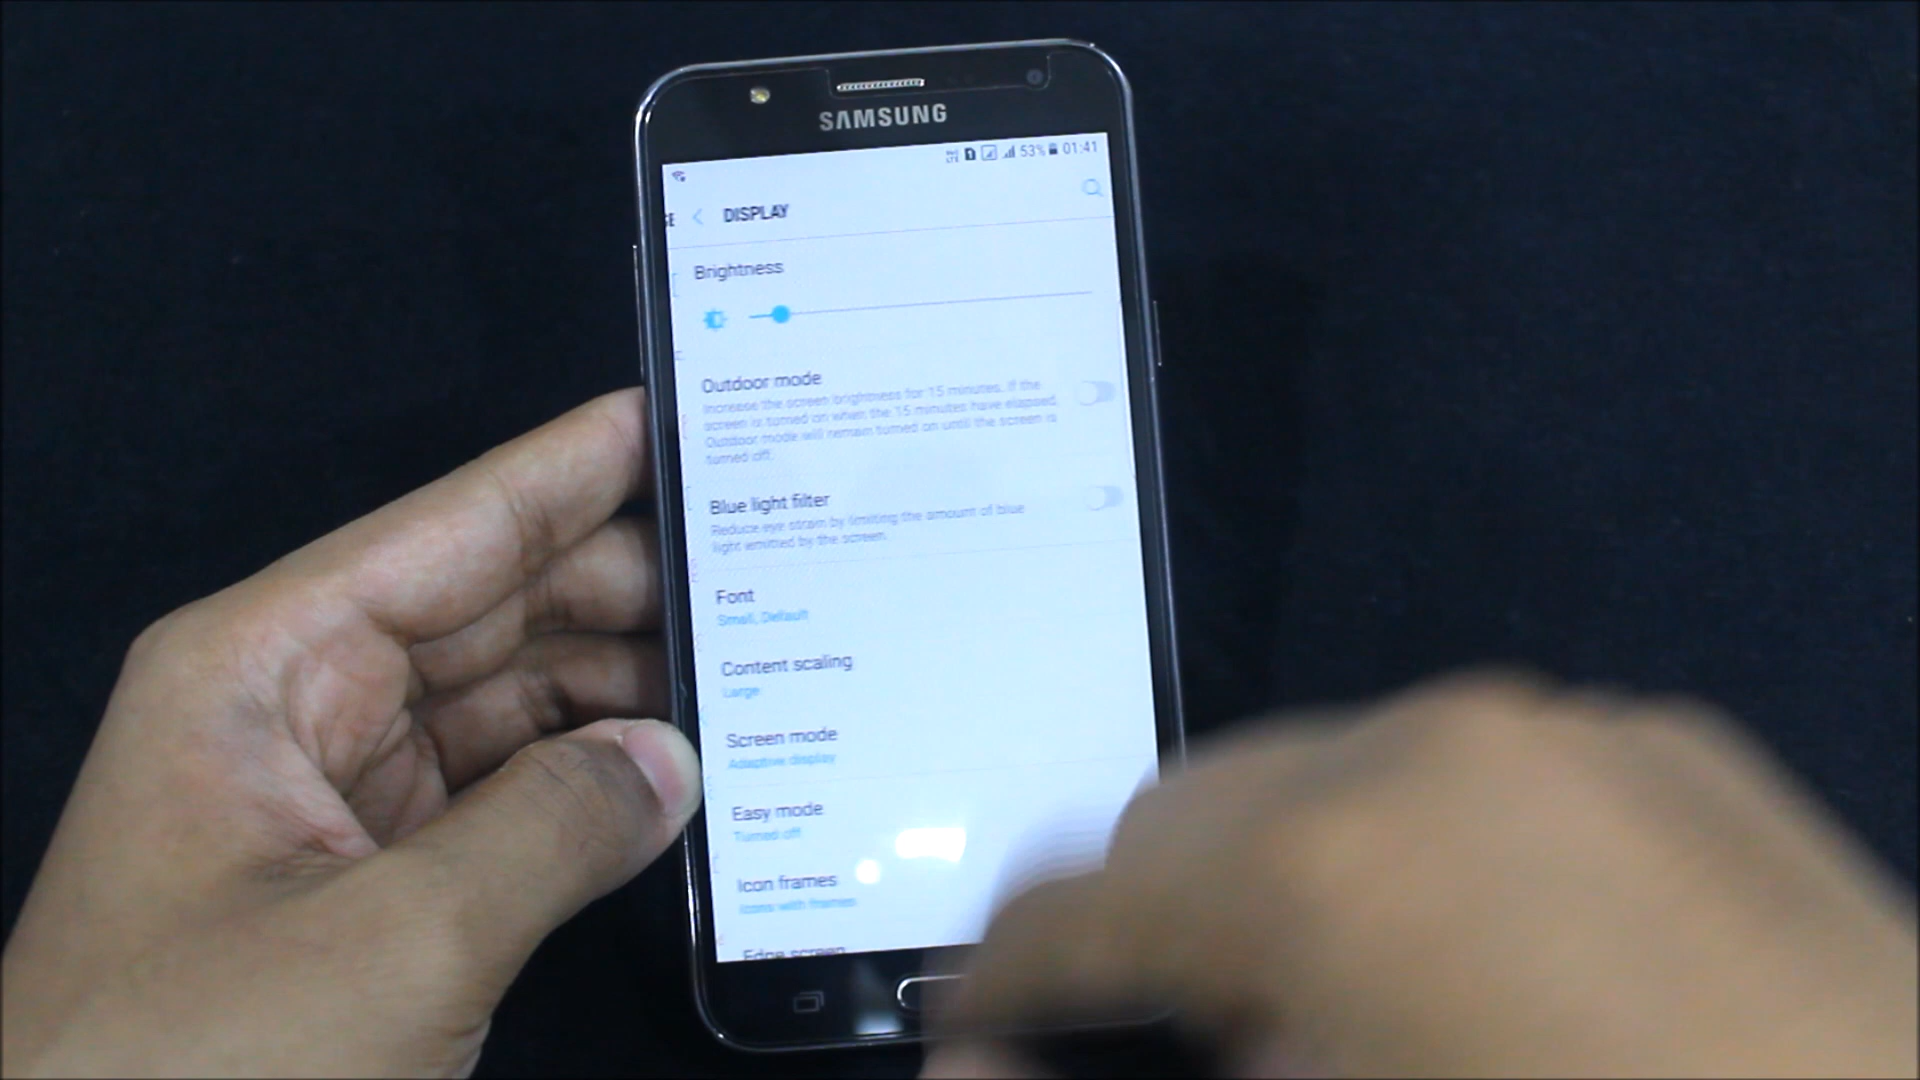 SAMSUNG
53% 01:41
DISPLAY
Brightness
Outdoor mode
Increase the screen brightness for 15 minutes. If the
screen is turned on when the 15 minutes have elapsed,
Outdoor mode will remain turned on until the screen is
turned off.
Blue light filter
Reduce eye strain by limiting the amount of blue
light emitted by the screen.
Font
Small, Default
Content scaling
Large
Screen mode
Adaptive display
Easy mode
Turned off
Icon frames
Icons with frames
Edge screen